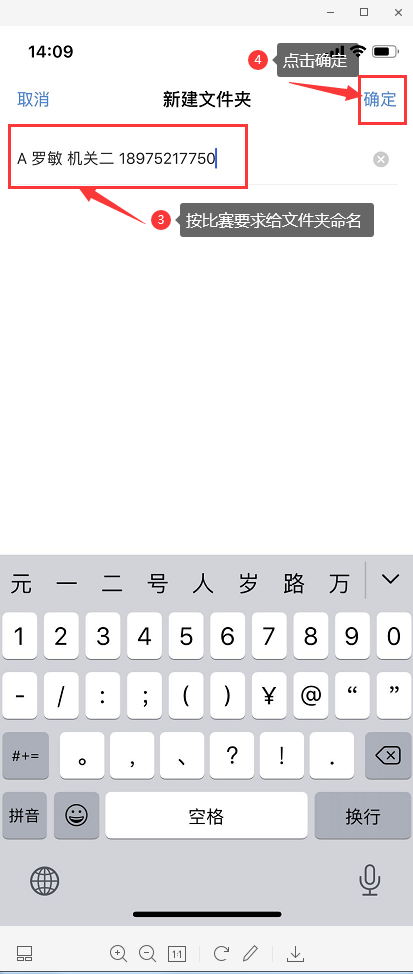 14:09
4 点击确定
取消 新建文件夹 确定
A 罗敏 机关二 18975217750
3 按比赛要求给文件夹命名
元 一 二 号 人 岁 路 万
1 2 3 4 5 6 7 8 9 0
- / : ; ( ) ¥ @ “ ”
#+= 。 , 、 ? ! .
拼音 空格 换行
1:1